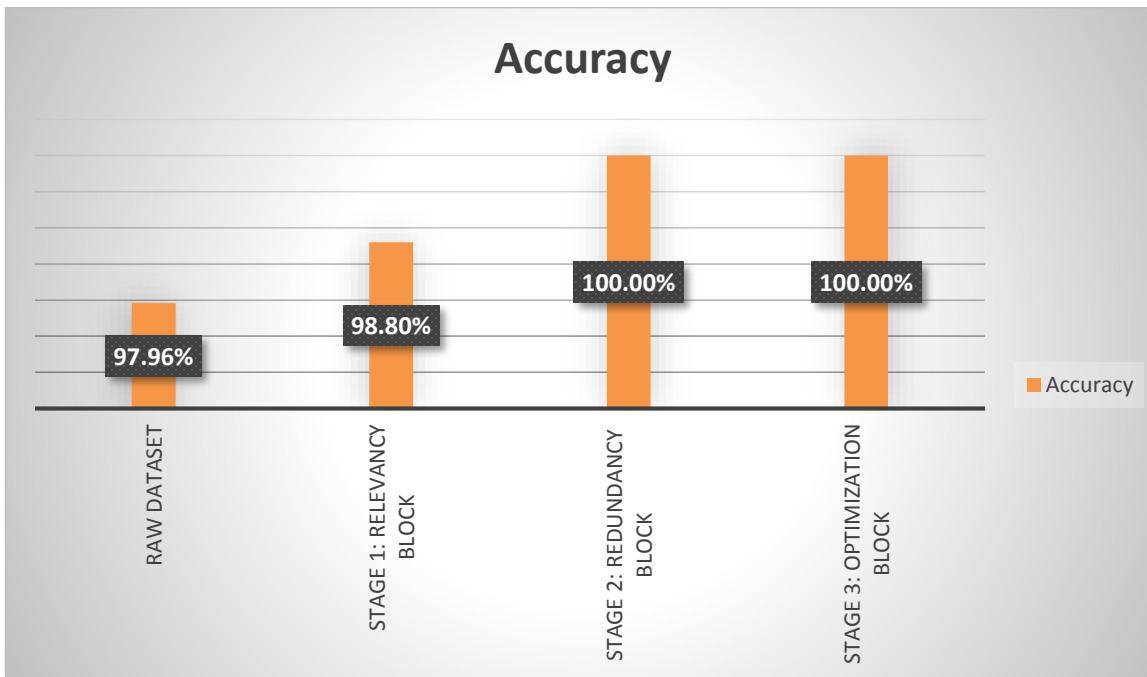 Accuracy
97.96%
98.80%
100.00%
100.00%
Accuracy
RAW DATASET
STAGE 1: RELEVANCY
BLOCK
STAGE 2: REDUNDANCY
BLOCK
STAGE 3: OPTIMIZATION
BLOCK